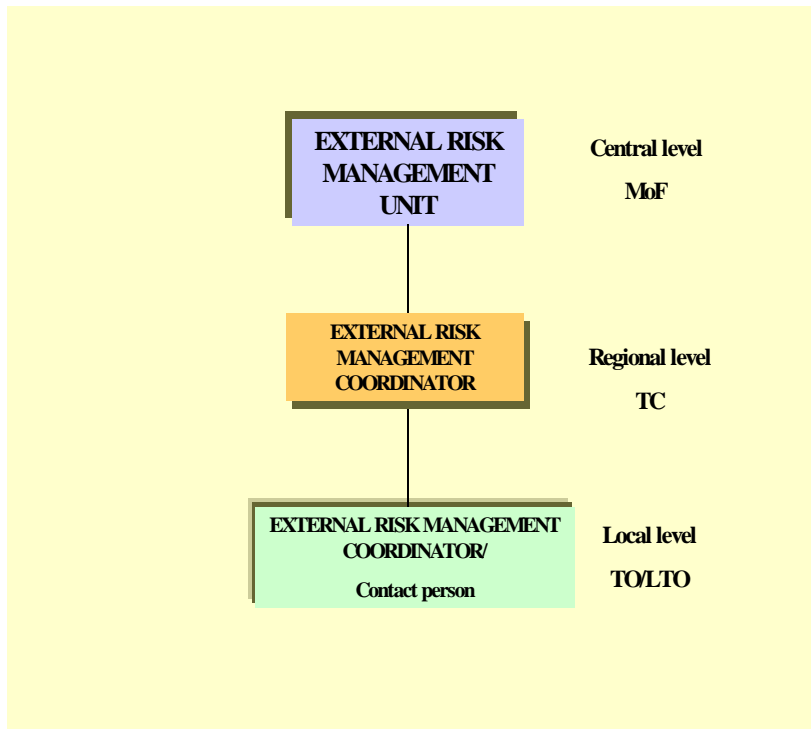 EXTERNAL RISK
MANAGEMENT
UNIT
Central level
MoF
EXTERNAL RISK
MANAGEMENT
COORDINATOR
Regional level
TC
EXTERNAL RISK MANAGEMENT
COORDINATOR/
Contact person
Local level
TO/LTO